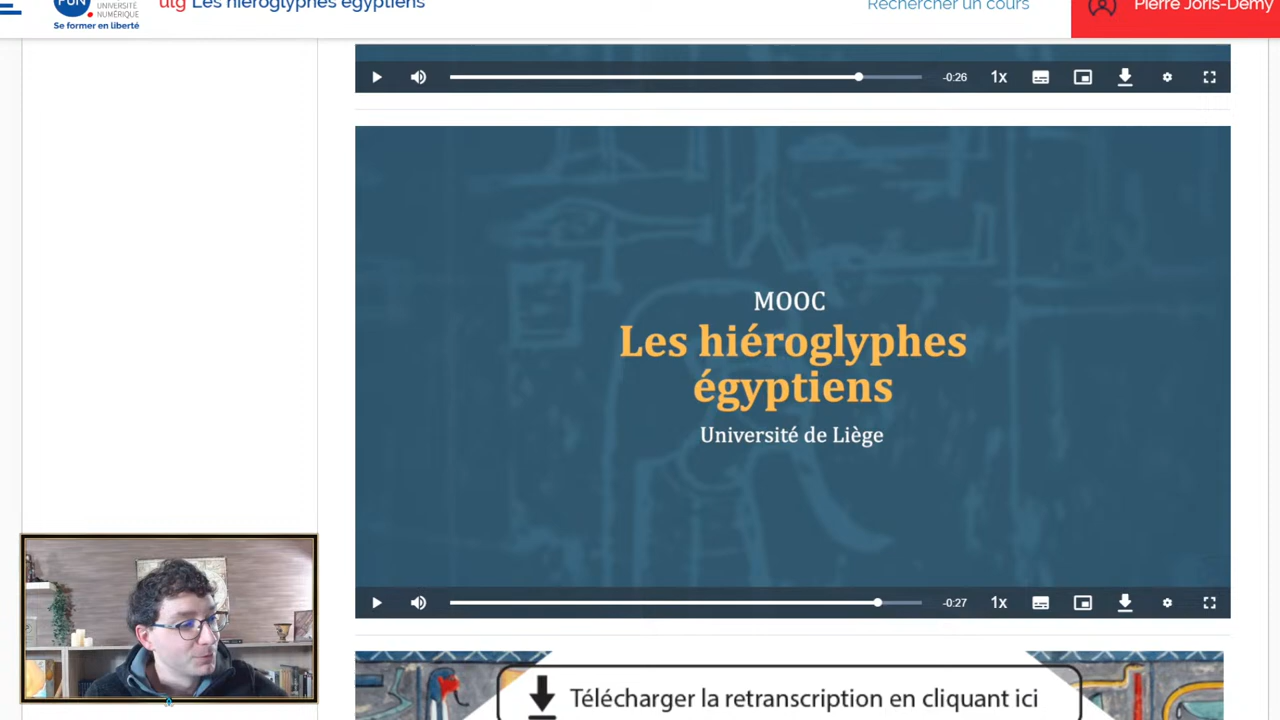 FUN
UNIVERSITÉ
NUMÉRIQUE
Se former en liberté
ulg Les hiéroglyphes égyptiens
Rechercher un cours
Pierre Joris-Demy
-0:26 1x
MOOC
Les hiéroglyphes
égyptiens
Université de Liège
-0:27 1x
Télécharger la retranscription en cliquant ici